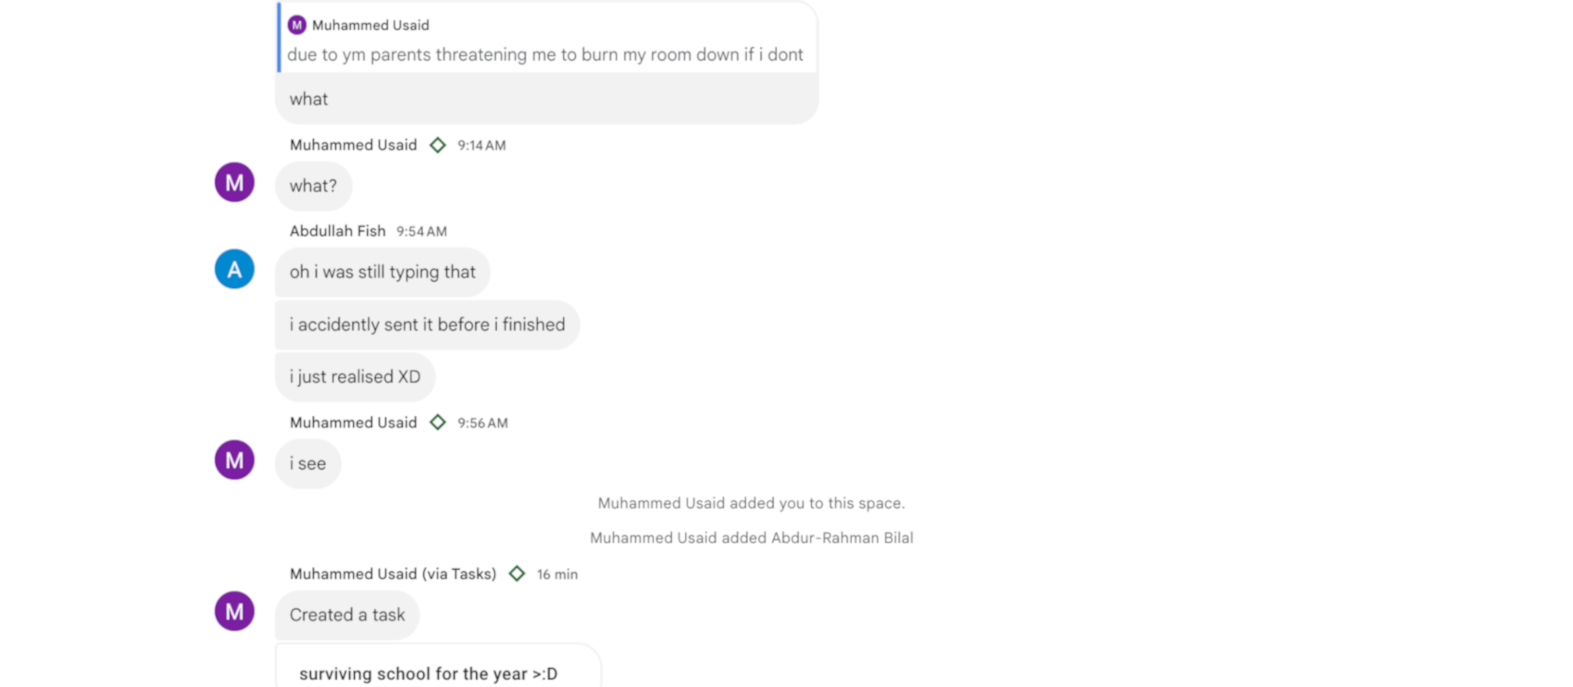 M Muhammed Usaid
due to ym parents threatening me to burn my room down if i dont
what
Muhammed Usaid 9:14 AM
M
what?
Abdullah Fish 9:54 AM
A
oh i was still typing that
i accidently sent it before i finished
i just realised XD
Muhammed Usaid 9:56 AM
M
i see
Muhammed Usaid added you to this space.
Muhammed Usaid added Abdur-Rahman Bilal
Muhammed Usaid (via Tasks) 16 min
M
Created a task
surviving school for the year >:D